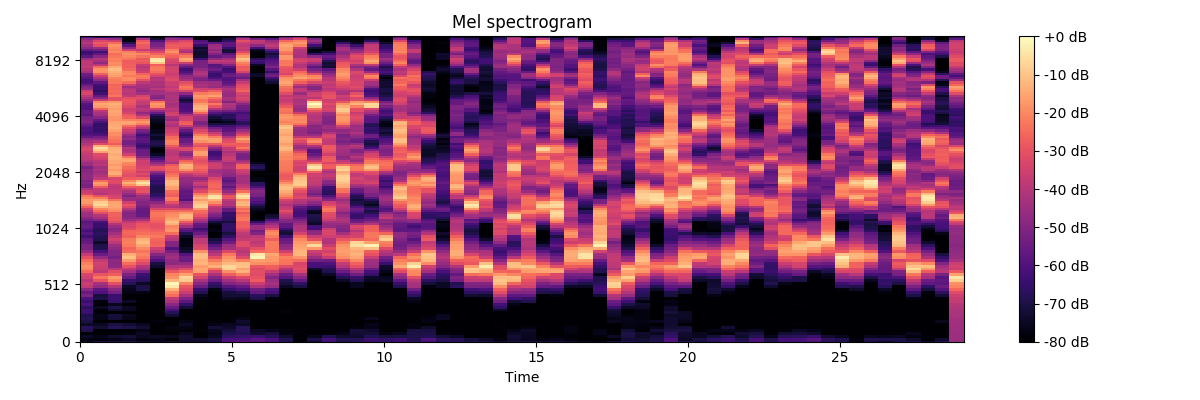 Mel spectrogram
8192
4096
2048
1024
512
0
Hz
0 5 10 15 20 25
Time
+0 dB
-10 dB
-20 dB
-30 dB
-40 dB
-50 dB
-60 dB
-70 dB
-80 dB